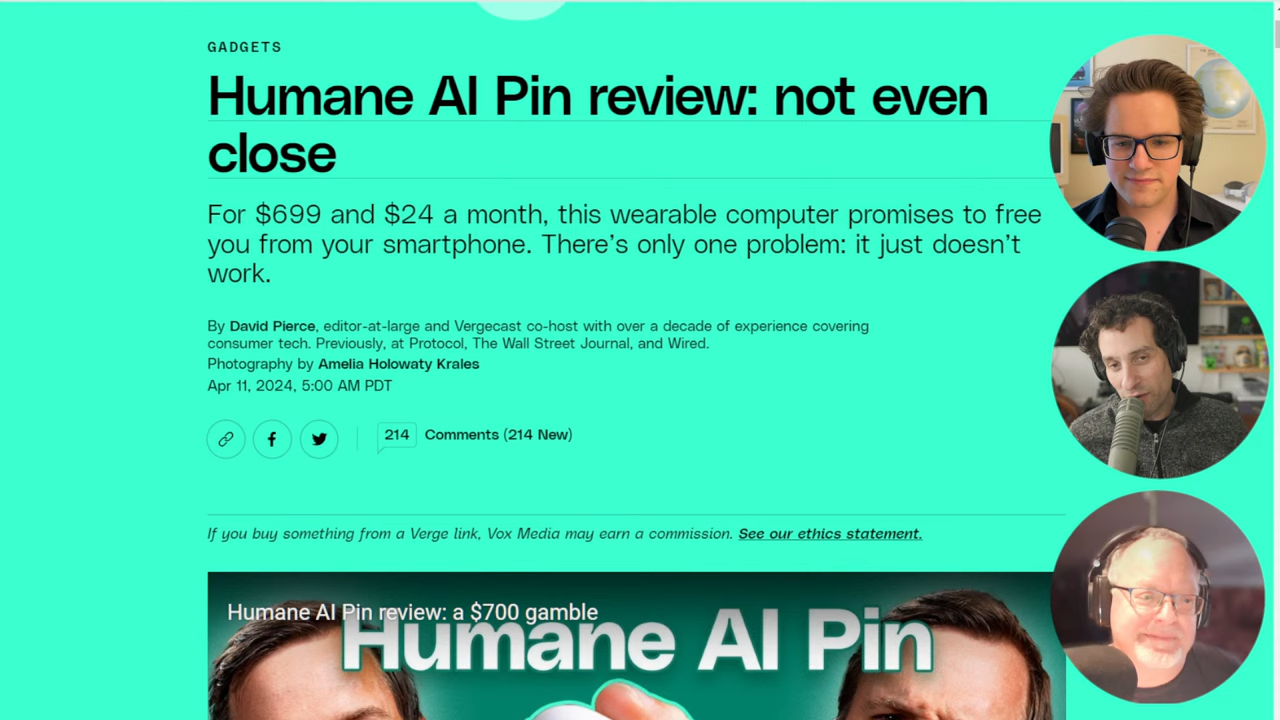 GADGETS
Humane AI Pin review: not even
close
For $699 and $24 a month, this wearable computer promises to free
you from your smartphone. There’s only one problem: it just doesn’t
work.
By David Pierce, editor-at-large and Vergecast co-host with over a decade of experience covering
consumer tech. Previously, at Protocol, The Wall Street Journal, and Wired.
Photography by Amelia Holowaty Krales
Apr 11, 2024, 5:00 AM PDT
214 Comments (214 New)
If you buy something from a Verge link, Vox Media may earn a commission. See our ethics statement.
Humane AI Pin review: a $700 gamble
Humane AI Pin